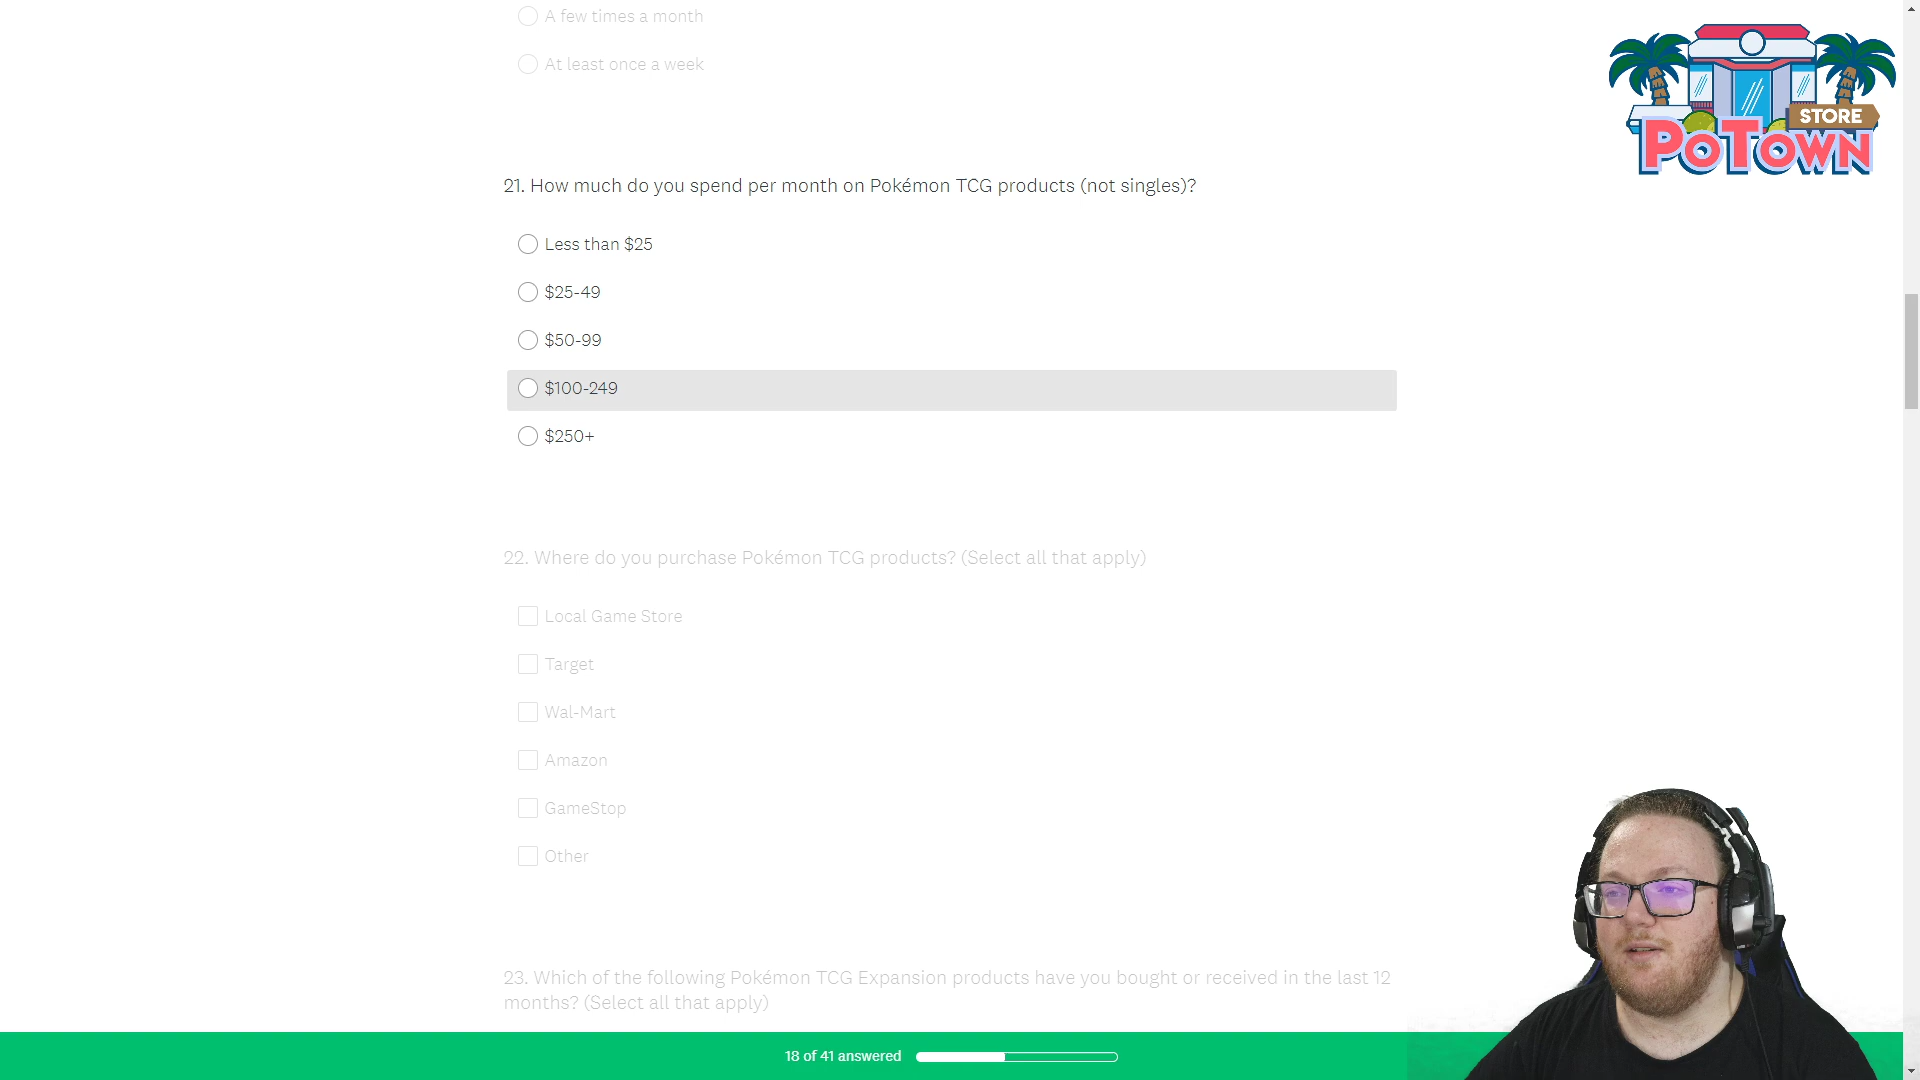 A few times a month
At least once a week
STORE
POTOWN
21. How much do you spend per month on Pokémon TCG products (not singles)?
Less than $25
$25-49
$50-99
$100-249
$250+
22. Where do you purchase Pokémon TCG products? (Select all that apply)
Local Game Store
Target
Wal-Mart
Amazon
GameStop
Other
23. Which of the following Pokémon TCG Expansion products have you bought or received in the last 12
months? (Select all that apply)
18 of 41 answered